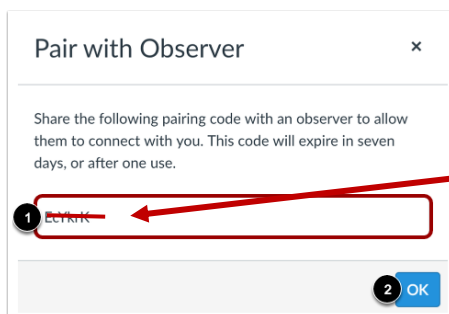 Pair with Observer ×
Share the following pairing code with an observer to allow
them to connect with you. This code will expire in seven
days, or after one use.
1
2 OK